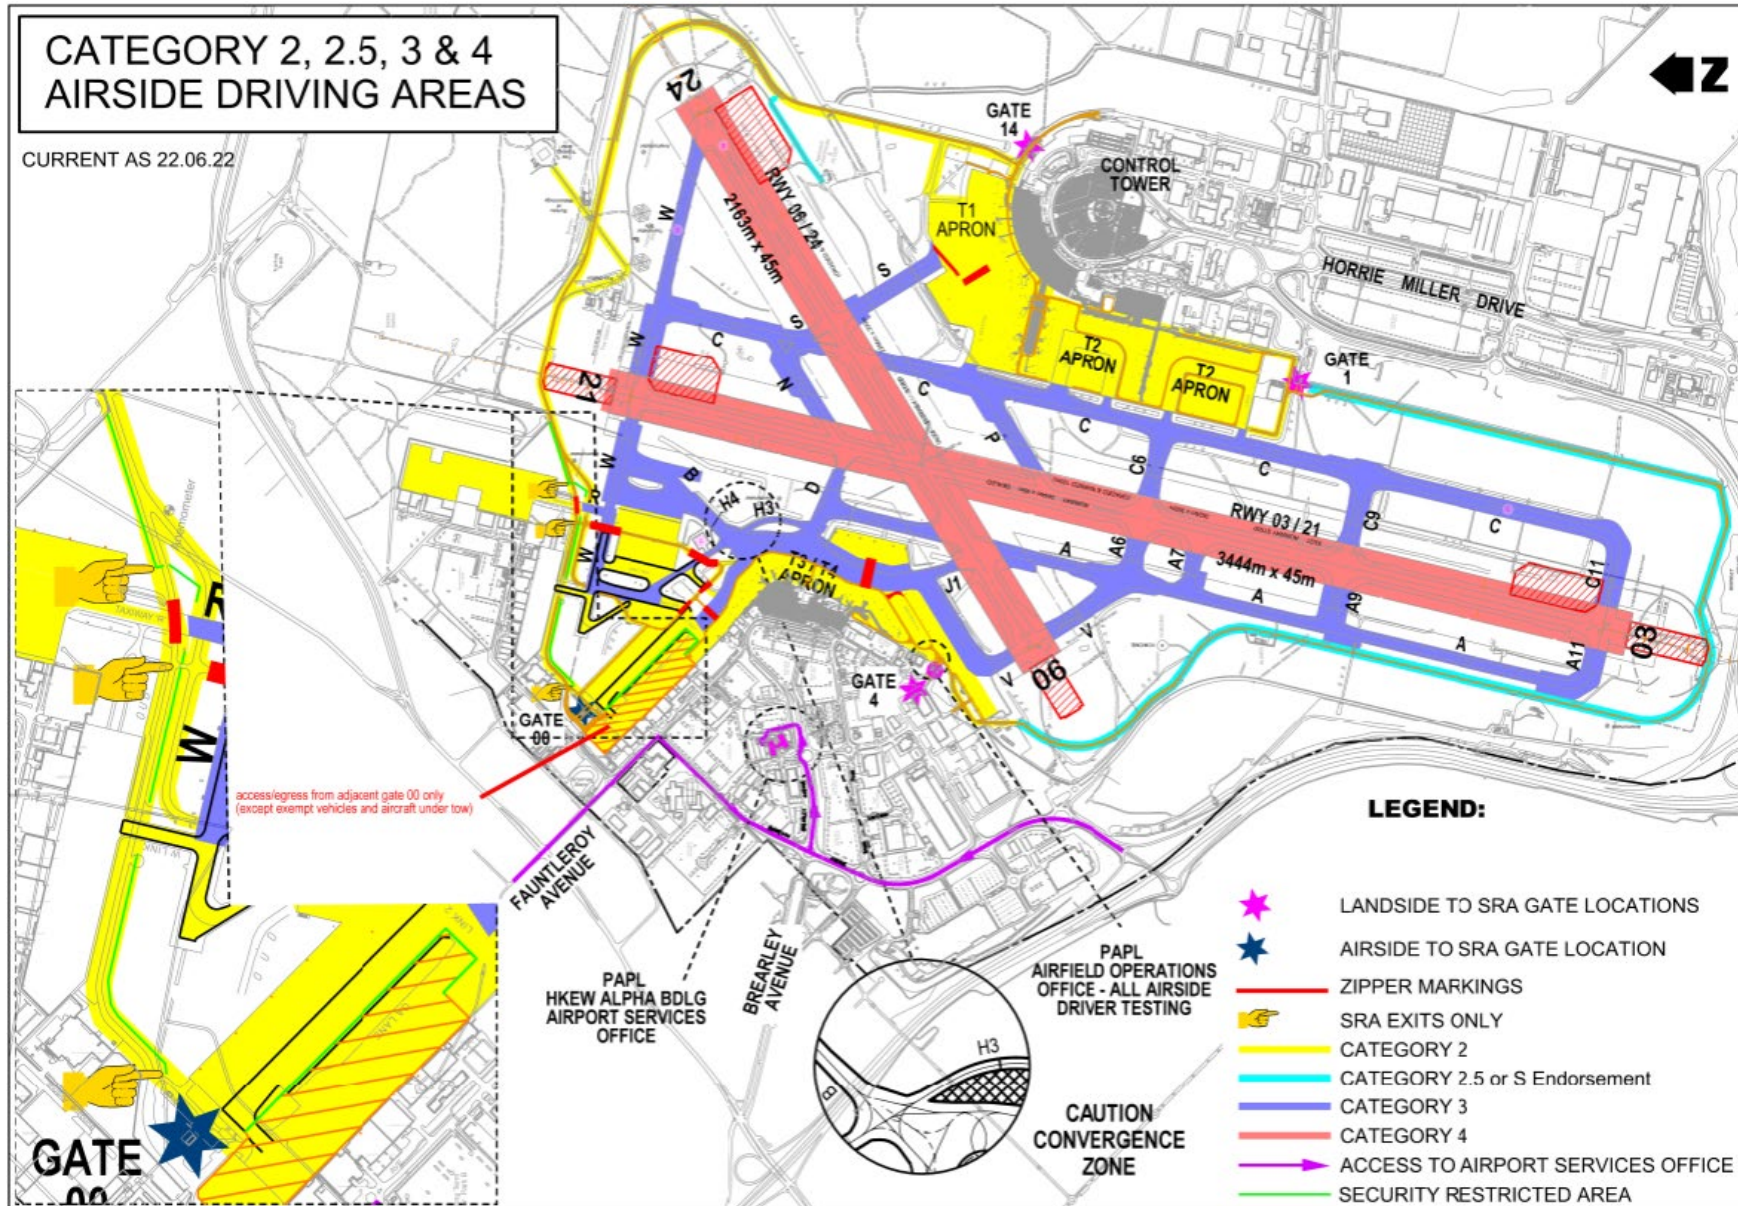 CATEGORY 2, 2.5, 3 & 4
AIRSIDE DRIVING AREAS
CURRENT AS 22.06.22
Z
24
GATE
14
CONTROL
TOWER
RWY 06 / 24
2163m x 45m
M
T1
APRON
S
HORRIE MILLER DRIVE
M
C
S
N
C
T2
APRON
T2
APRON
GATE
1
21
P
C
C6
C
M
B
D
H4
H3
R
RWY 03 / 21
C9
C
M
A
A6
A7
3444m x 45m
C11
T3 / T4
APRON
J1
A
A9
A
A11
03
V
V
06
GATE
4
GATE
00
TAXIWAY R
R
M
W LINK
access/egress from adjacent gate 00 only
(except exempt vehicles and aircraft under tow)
FAUNTLEROY
AVENUE
BREARLEY
AVENUE
PAPL
HKEW ALPHA BDLG
AIRPORT SERVICES
OFFICE
PAPL
AIRFIELD OPERATIONS
OFFICE - ALL AIRSIDE
DRIVER TESTING
LINK 2
H3
B
CAUTION
CONVERGENCE
ZONE
GATE
00
LEGEND:
LANDSIDE TO SRA GATE LOCATIONS
AIRSIDE TO SRA GATE LOCATION
ZIPPER MARKINGS
SRA EXITS ONLY
CATEGORY 2
CATEGORY 2.5 or S Endorsement
CATEGORY 3
CATEGORY 4
ACCESS TO AIRPORT SERVICES OFFICE
SECURITY RESTRICTED AREA